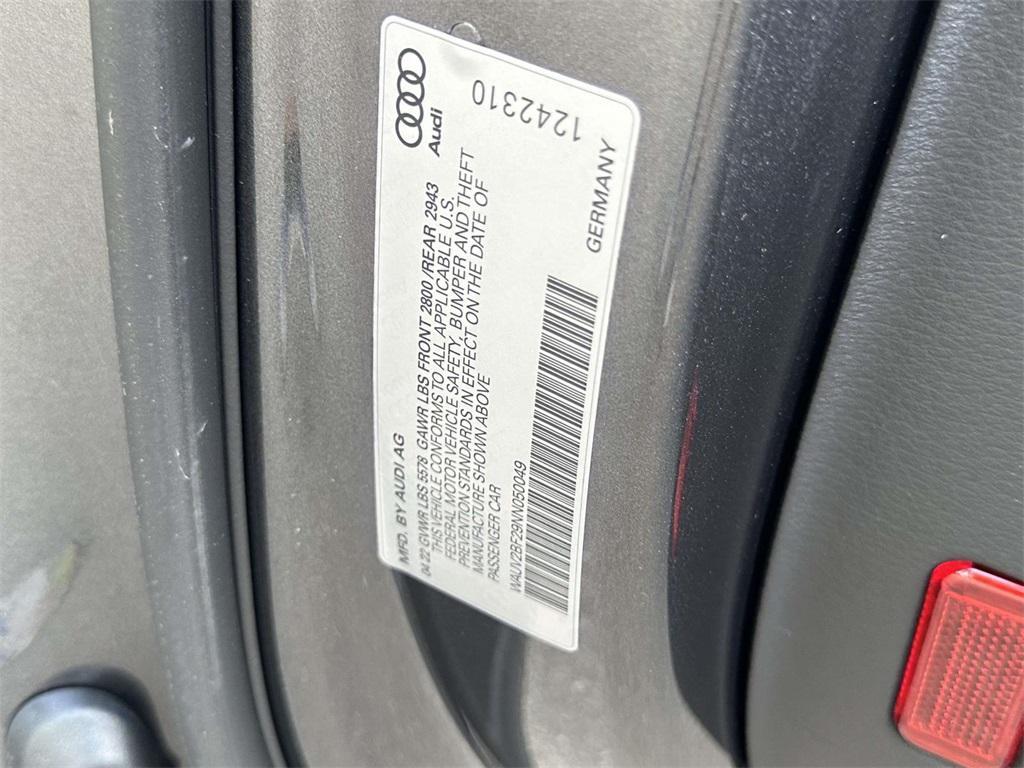 Audi
1242310
MFD. BY AUDI AG
GERMANY
04.22 GVWR LBS 5578 GAWR LBS FRONT 2800/REAR 2943
THIS VEHICLE CONFORMS TO ALL APPLICABLE U.S.
FEDERAL MOTOR VEHICLE SAFETY, BUMPER AND THEFT
PREVENTION STANDARDS IN EFFECT ON THE DATE OF
MANUFACTURE SHOWN ABOVE
PASSENGER CAR
WAUV2BF29NN050049